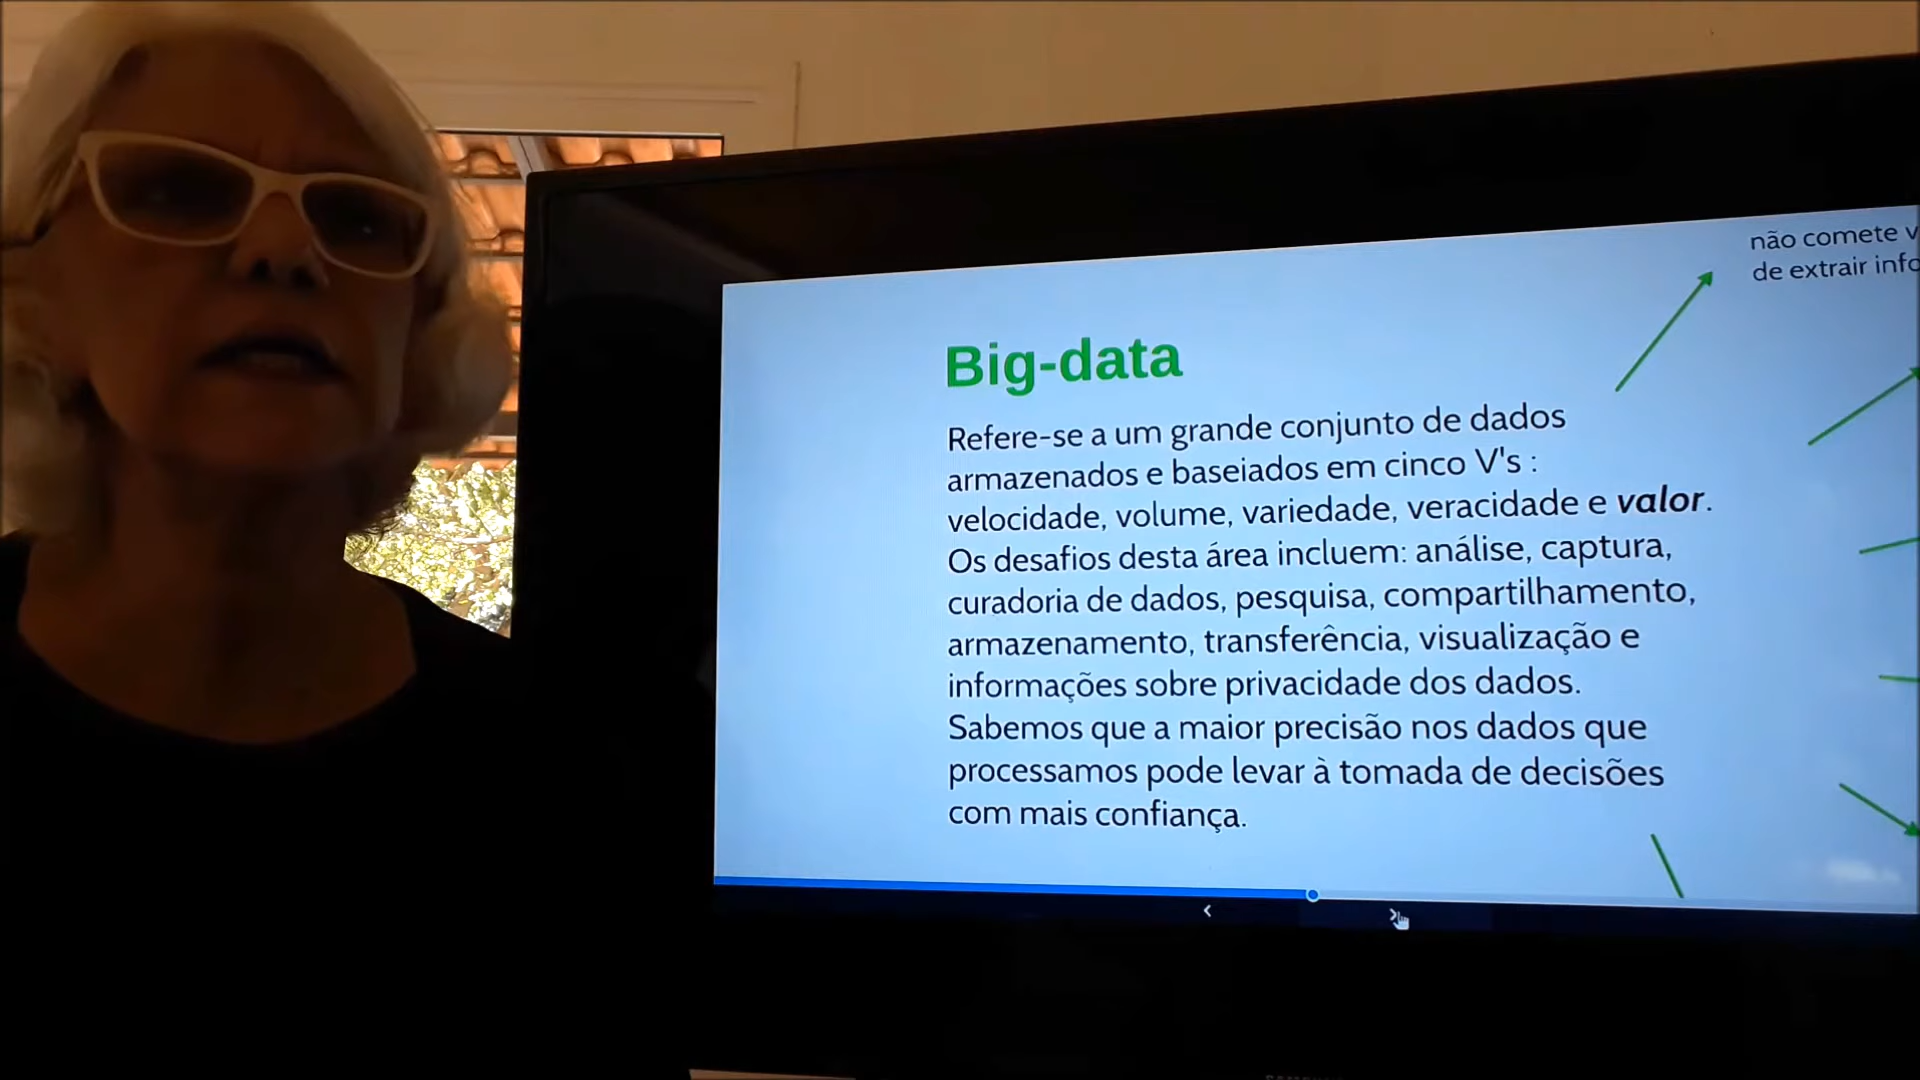 não comete
de extrair
Big-data
Refere-se a um grande conjunto de dados
armazenados e baseiados em cinco V's :
velocidade, volume, variedade, veracidade e valor.
Os desafios desta área incluem: análise, captura,
curadoria de dados, pesquisa, compartilhamento,
armazenamento, transferência, visualização e
informações sobre privacidade dos dados.
Sabemos que a maior precisão nos dados que
processamos pode levar à tomada de decisões
com mais confiança.